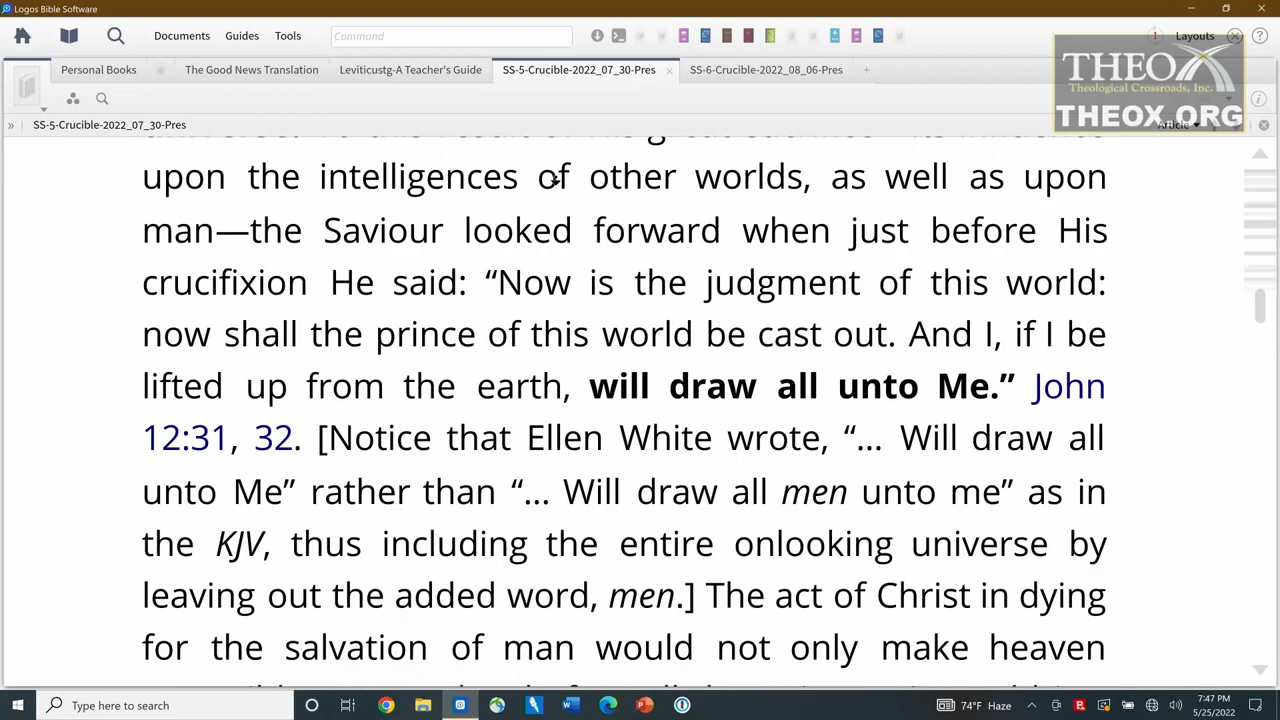 Logos Bible Software
Documents Guides Tools Command Layouts
THEOX
Theological Crossroads, Inc.
THEOX.ORG
Personal Books The Good News Translation Leviticustg a Teacher's Guide SS-5-Crucible-2022_07_30-Pres SS-6-Crucible-2022_08_06-Pres
SS-5-Crucible-2022_07_30-Pres Article
upon the intelligences of other worlds, as well as upon
man—the Saviour looked forward when just before His
crucifixion He said: “Now is the judgment of this world:
now shall the prince of this world be cast out. And I, if I be
lifted up from the earth, will draw all unto Me.” John
12:31, 32. [Notice that Ellen White wrote, “... Will draw all
unto Me” rather than “... Will draw all men unto me” as in
the KJV, thus including the entire onlooking universe by
leaving out the added word, men.] The act of Christ in dying
for the salvation of man would not only make heaven
Type here to search
74°F Haze
7:47 PM
5/25/2022